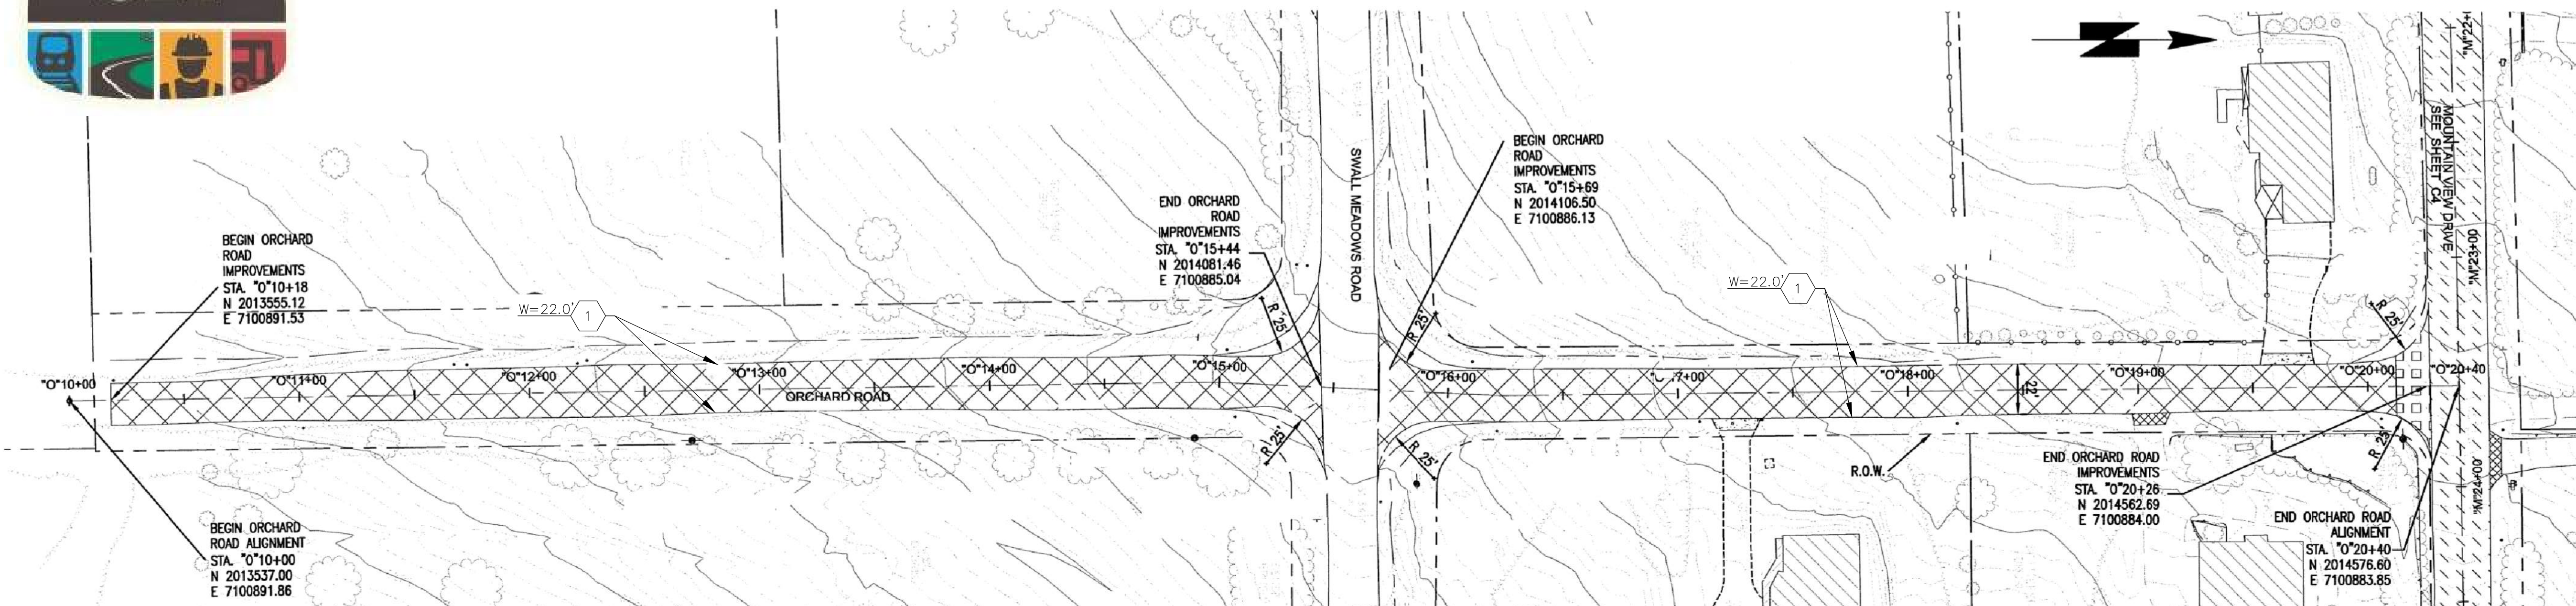 BEGIN ORCHARD
ROAD
IMPROVEMENTS
STA. "O"10+18
N 2013555.12
E 7100891.53
W=22.0'
1
"O"10+00
"O"11+00
"O"12+00
"O"13+00
"O"14+00
"O"15+00
ORCHARD ROAD
BEGIN ORCHARD
ROAD ALIGNMENT
STA. "O"10+00
N 2013537.00
E 7100891.86
END ORCHARD
ROAD
IMPROVEMENTS
STA. "O"15+44
N 2014081.46
E 7100885.04
R 25'
R 25'
SWALL MEADOWS ROAD
BEGIN ORCHARD
ROAD
IMPROVEMENTS
STA. "O"15+69
N 2014106.50
E 7100886.13
R 25'
R 25'
W=22.0'
1
"O"16+00
7+00
"O"18+00
22'
"O"19+00
"O"20+00
"O"20+40
R.O.W.
R 25'
R 25'
END ORCHARD ROAD
IMPROVEMENTS
STA. "O"20+26
N 2014562.69
E 7100884.00
END ORCHARD ROAD
ALIGNMENT
STA. "O"20+40
N 2014576.60
E 7100883.85
MOUNTAIN VIEW DRIVE
SEE SHEET C4
"M"22+
"M"23+00
"M"24+00